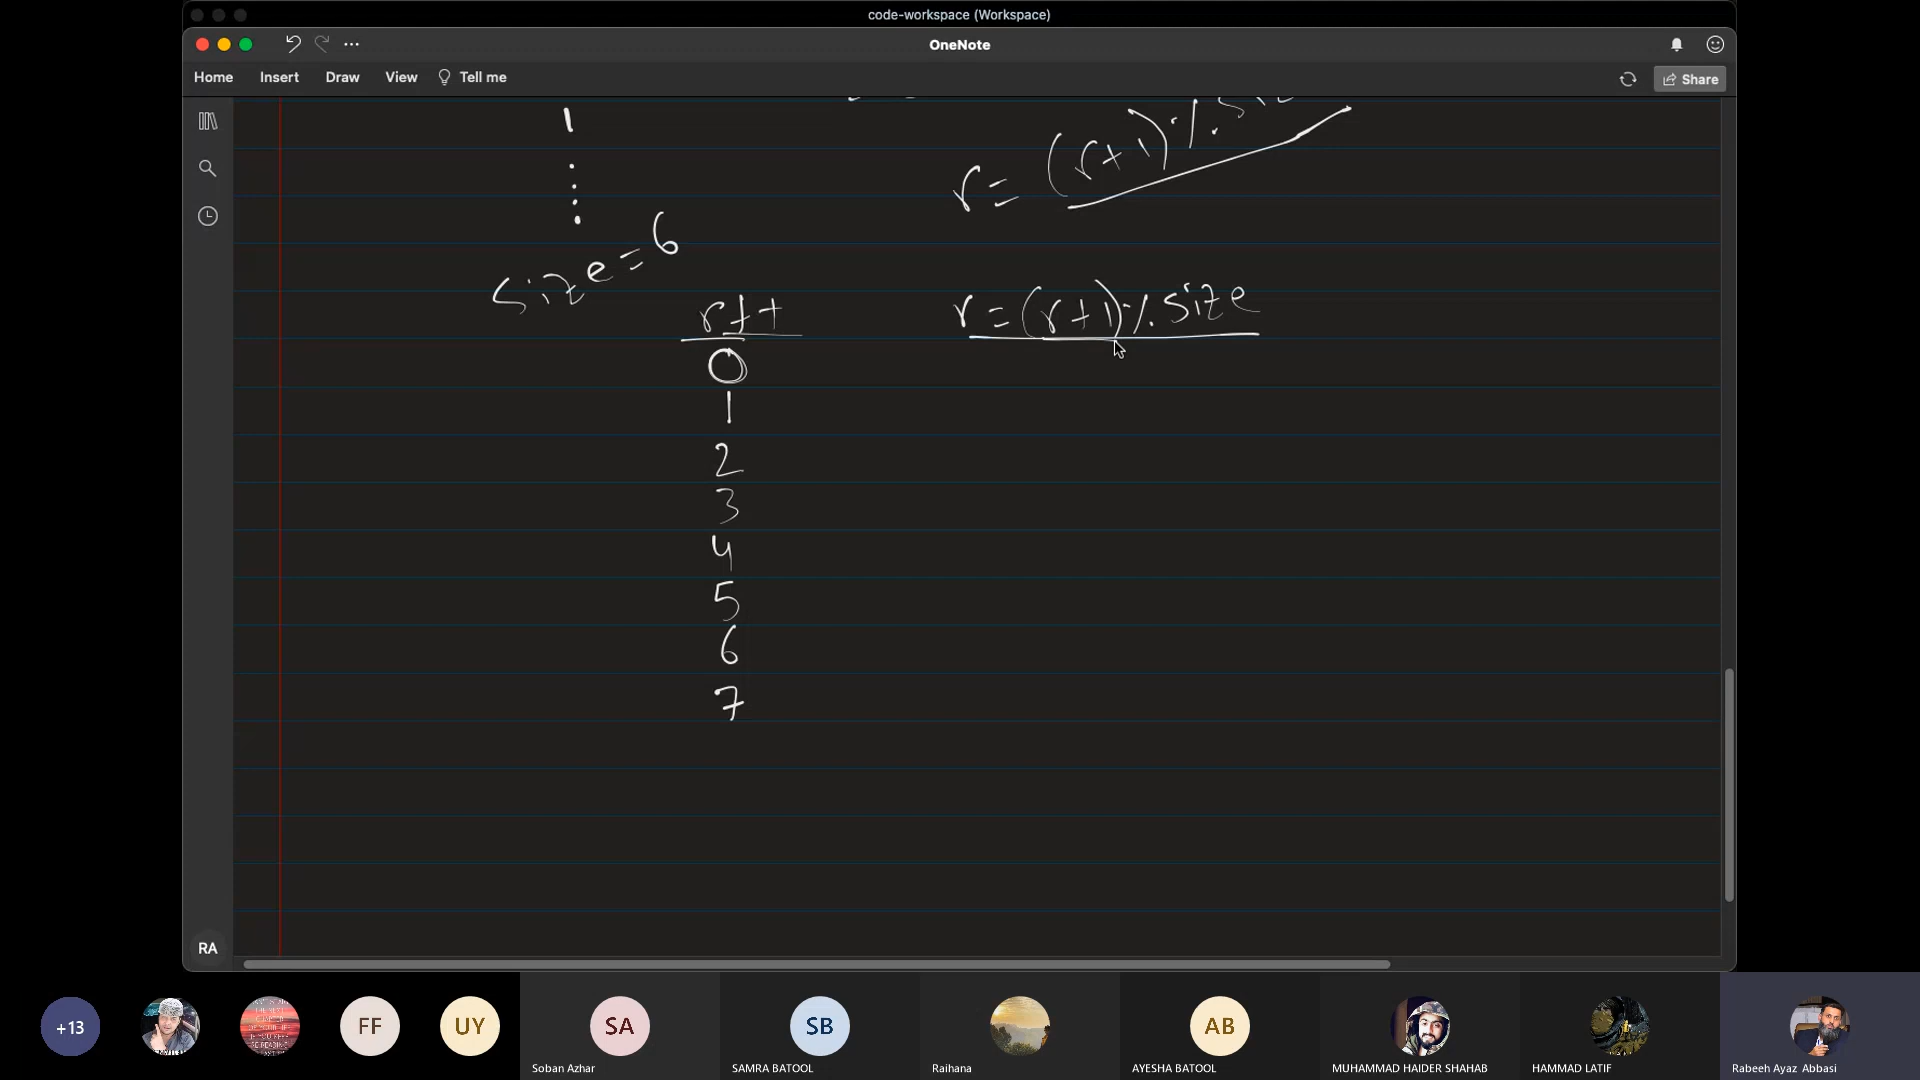 code-workspace (Workspace)
OneNote
Home Insert Draw View Tell me
Share
1
r = (r+1) %
size = 6
r++
r = (r+1) % size
0
1
2
3
4
5
6
7
RA
+13
FF
UY
SA
SB
AB
Soban Azhar
SAMRA BATOOL
Raihana
AYESHA BATOOL
MUHAMMAD HAIDER SHAHAB
HAMMAD LATIF
Rabeeh Ayaz Abbasi